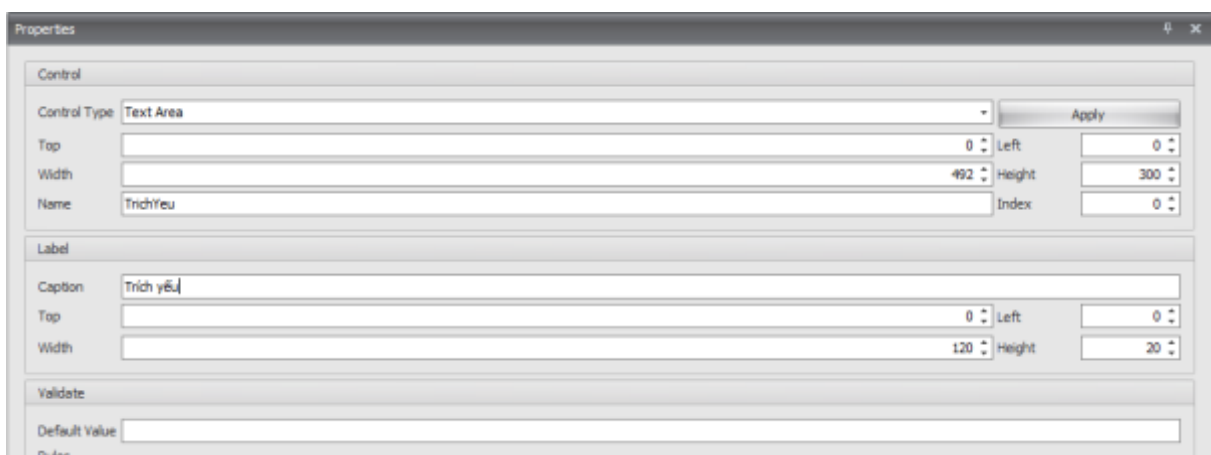 Properties
Control
Control Type Text Area Apply
Top 0 Left 0
Width 492 Height 300
Name TrichYeu Index 0
Label
Caption Trích yếu
Top 0 Left 0
Width 120 Height 20
Validate
Default Value